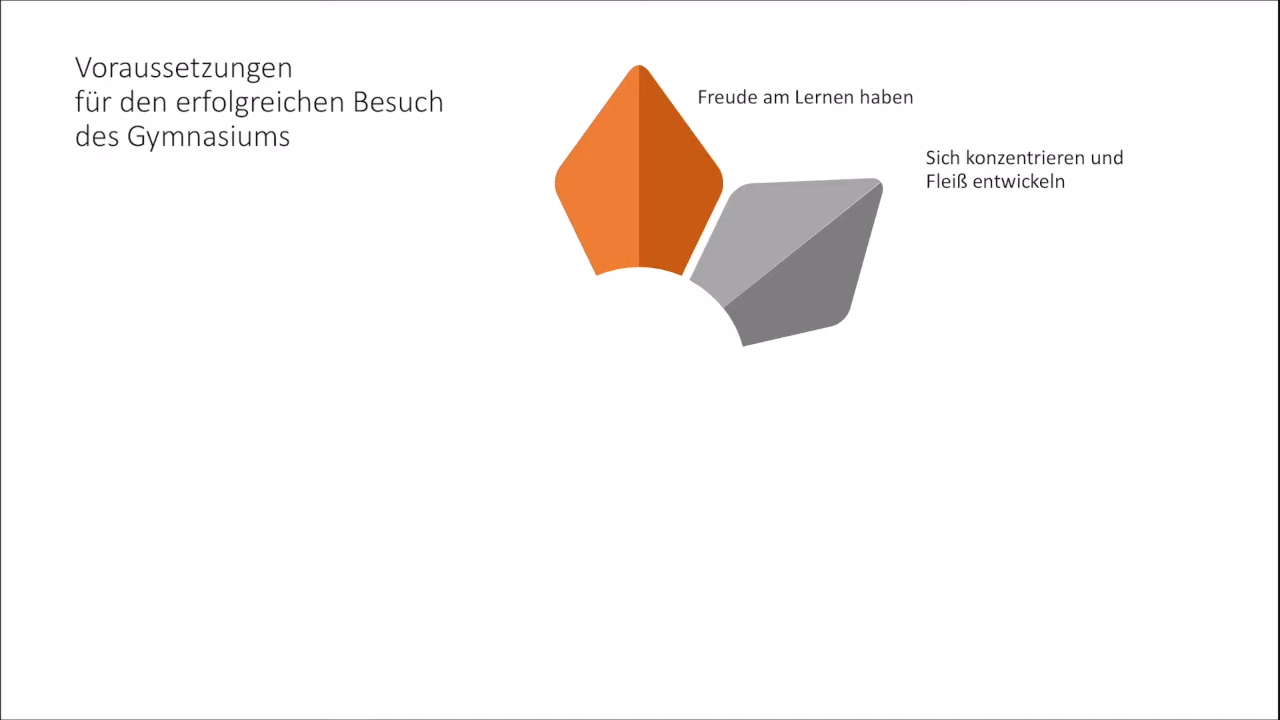 Voraussetzungen
für den erfolgreichen Besuch
des Gymnasiums
Freude am Lernen haben
Sich konzentrieren und
Fleiß entwickeln